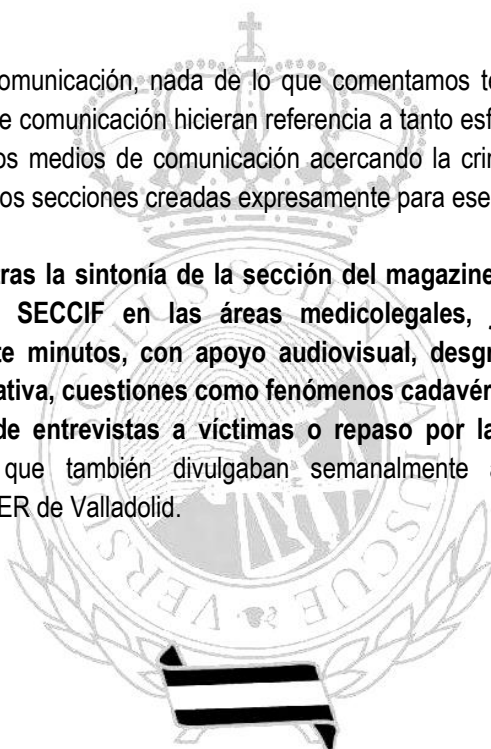 omunicación, nada de lo que comentamos te
e comunicación hicieran referencia a tanto esf
os medios de comunicación acercando la crim
os secciones creadas expresamente para ese
ras la sintonía de la sección del magazine
SECCIF en las áreas medicolegales, j
te minutos, con apoyo audiovisual, desgr
ativa, cuestiones como fenómenos cadavér
de entrevistas a víctimas o repaso por la
que también divulgaban semanalmente a
ER de Valladolid.